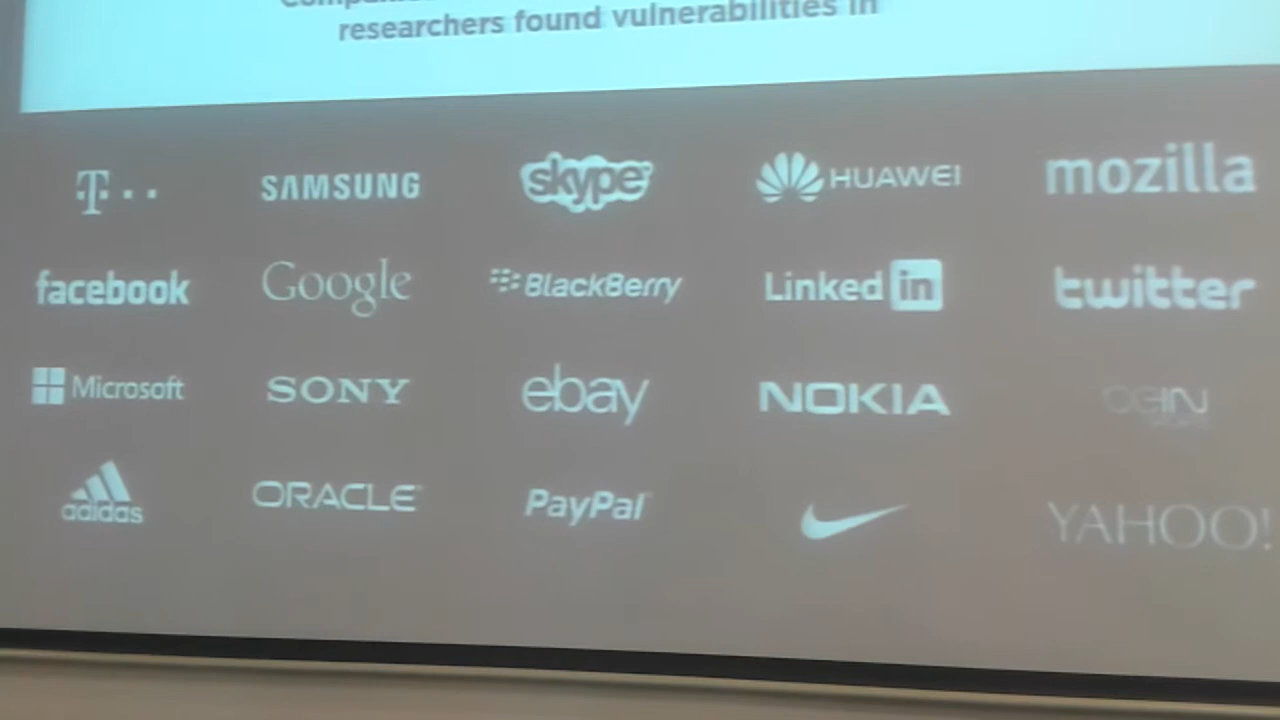 researchers found vulnerabilities in
T . .
SAMSUNG
skype
HUAWEI
mozilla
facebook
Google
BlackBerry
Linked in
twitter
Microsoft
SONY
ebay
NOKIA
adidas
ORACLE
PayPal
YAHOO!